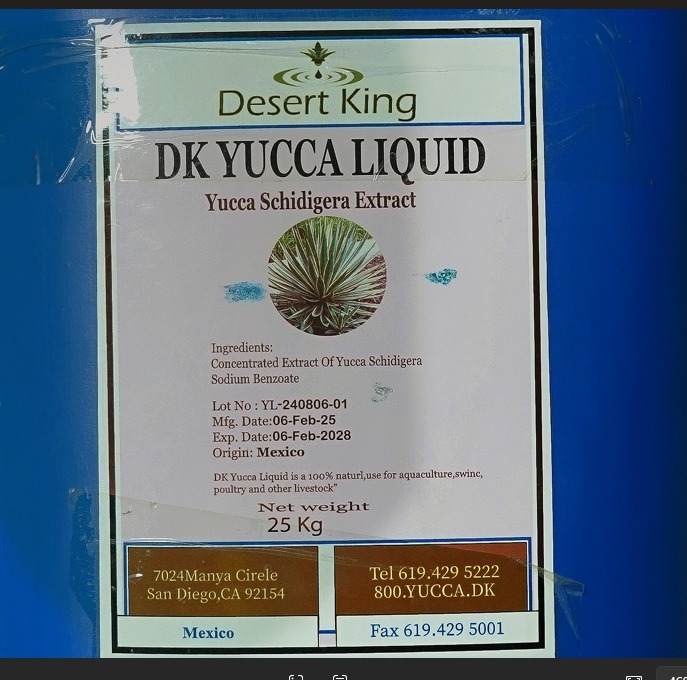 Desert King
DK YUCCA LIQUID
Yucca Schidigera Extract
Ingredients:
Concentrated Extract Of Yucca Schidigera
Sodium Benzoate
Lot No : YL-240806-01
Mfg. Date:06-Feb-25
Exp. Date:06-Feb-2028
Origin: Mexico
DK Yucca Liquid is a 100% naturl,use for aquaculture,swinc,
poultry and other livestock"
Net weight
25 Kg
7024Manya Cirele
San Diego,CA 92154
Mexico
Tel 619.429 5222
800.YUCCA.DK
Fax 619.429 5001